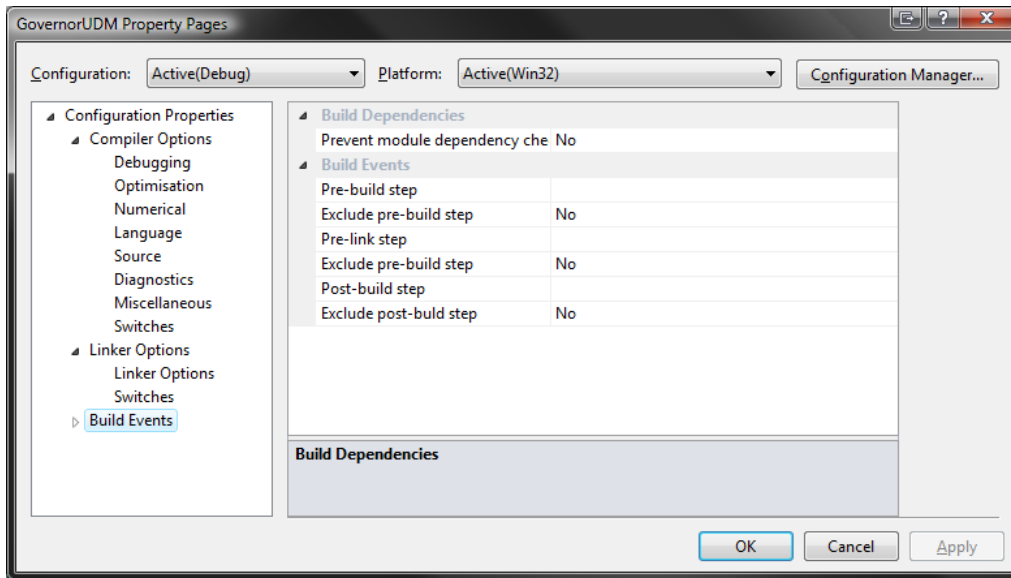 GovernorUDM Property Pages
Configuration: Active(Debug) Platform: Active(Win32) Configuration Manager...
Configuration Properties
Compiler Options
Debugging
Optimisation
Numerical
Language
Source
Diagnostics
Miscellaneous
Switches
Linker Options
Linker Options
Switches
Build Events
Build Dependencies
Prevent module dependency che No
Build Events
Pre-build step
Exclude pre-build step No
Pre-link step
Exclude pre-build step No
Post-build step
Exclude post-buld step No
Build Dependencies
OK Cancel Apply